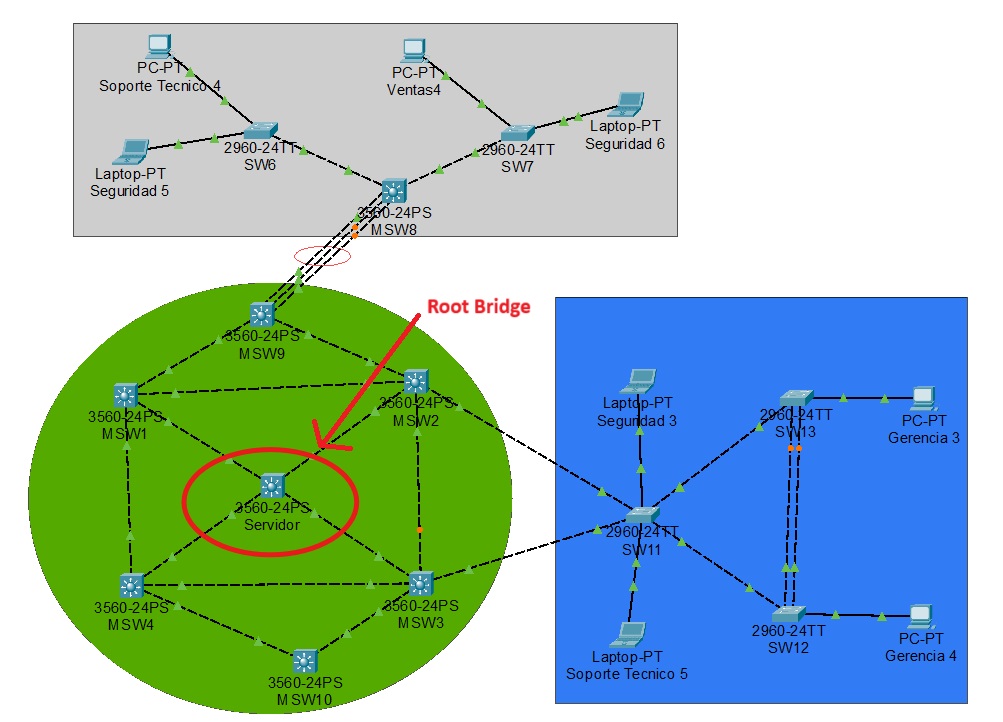 PC-PT
Soporte Tecnico 4
PC-PT
Ventas4
Laptop-PT
Seguridad 6
2960-24TT
SW6
2960-24TT
SW7
Laptop-PT
Seguridad 5
3560-24PS
MSW8
Root Bridge
3560-24PS
MSW9
3560-24PS
MSW1
3560-24PS
MSW2
3560-24PS
Servidor
3560-24PS
MSW4
3560-24PS
MSW3
3560-24PS
MSW10
Laptop-PT
Seguridad 3
2960-24TT
SW13
PC-PT
Gerencia 3
2960-24TT
SW11
2960-24TT
SW12
PC-PT
Gerencia 4
Laptop-PT
Soporte Tecnico 5